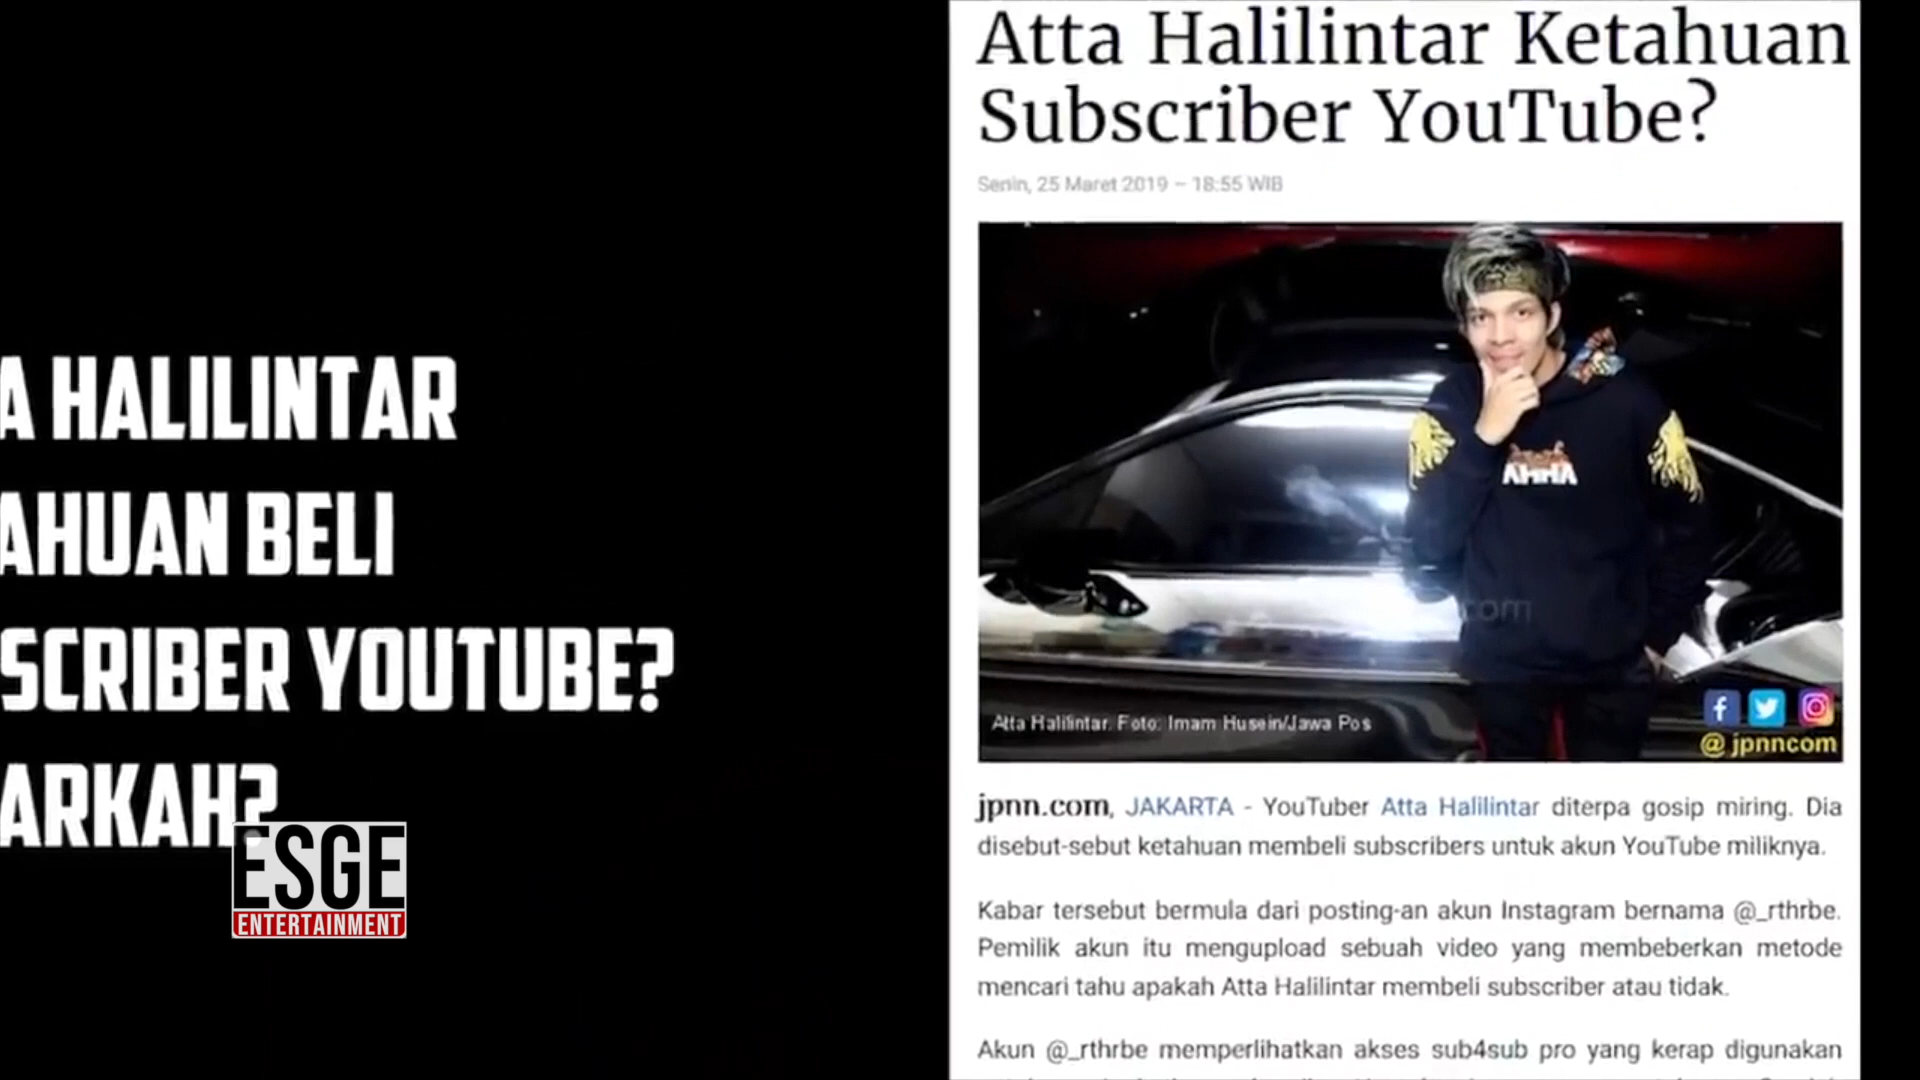 A HALILINTAR
AHUAN BELI
SCRIBER YOUTUBE?
ARKAH?
ESGE
ENTERTAINMENT
Atta Halilintar Ketahuan
Subscriber YouTube?
Senin, 25 Maret 2019 – 18:55 WIB
AHHA
.com
Atta Halilintar. Foto: Imam Husein/Jawa Pos
@jpnncom
jpnn.com, JAKARTA - YouTuber Atta Halilintar diterpa gosip miring. Dia
disebut-sebut ketahuan membeli subscribers untuk akun YouTube miliknya.
Kabar tersebut bermula dari posting-an akun Instagram bernama @_rthrbe.
Pemilik akun itu mengupload sebuah video yang membeberkan metode
mencari tahu apakah Atta Halilintar membeli subscriber atau tidak.
Akun @_rthrbe memperlihatkan akses sub4sub pro yang kerap digunakan